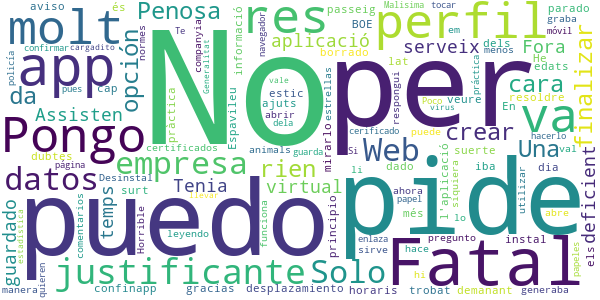 Malísima
tocar
BOE
em
dels
menos
aviso
és
Penosa
passeig
parado
graba
móvil
normes
Te
companyia
res
perfil
molt
No
per
confirmar
cargadito
Generalitat
navegador
información
aplicació
borrado
serveix
Fora
He
edats
policía
pues
cap
app
opción
finalizar
da
práctica
Espavileu
estic
ajuts
abrir
lat
respongui
veure
resoldre
cara
práctica
Assisten
vale
dela
Poco
virus
En
hacerlo
certificado
va
Pongo
dubtes
certificados
estrellas
mirarlo
Web
crear
puede
suerte
Si
Una
val
página
empresa
rien
animals
guarda
li
dado
iba
dia
datos
Desinstal
llevar
virtual
l'aplicació
siquiera
deficient
Tenia
temps
surt
principio
ahora
papel
més
lo
utilizar
abre
els
guardado
puedo
pide
Fatal
comentarios
estadística
Horrible
leyendo
funciona
enlaza
sirve
pregunto
instal
papeles
justificante
Solo
hace
hi
manera
quieren
confinapp
gracias
desplazamiento
horaris
trobat
demanant
generaba